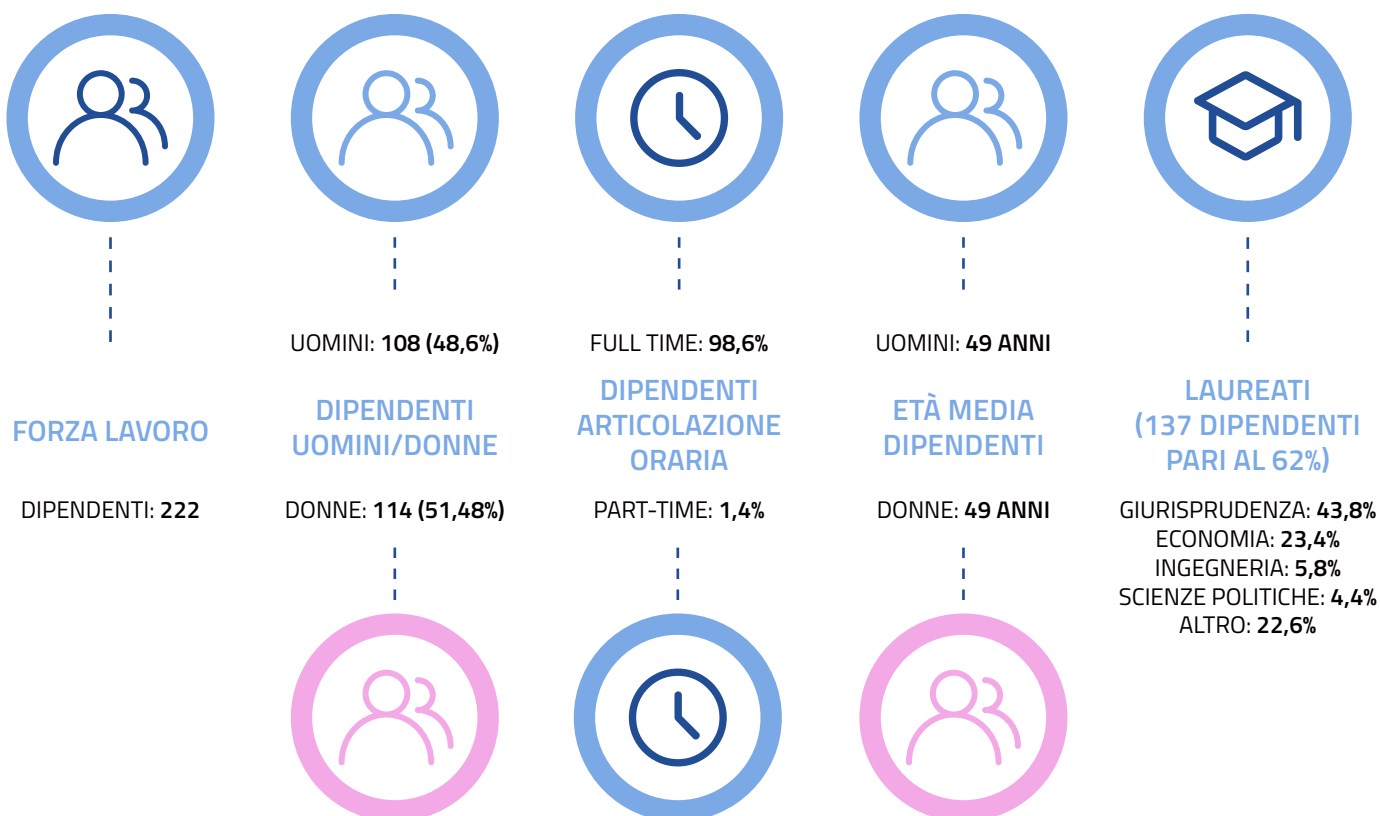 FORZA LAVORO
DIPENDENTI: 222
UOMINI: 108 (48,6%)
DIPENDENTI
UOMINI/DONNE
DONNE: 114 (51,48%)
FULL TIME: 98,6%
DIPENDENTI
ARTICOLAZIONE
ORARIA
PART-TIME: 1,4%
UOMINI: 49 ANNI
ETÀ MEDIA
DIPENDENTI
DONNE: 49 ANNI
LAUREATI
(137 DIPENDENTI
PARI AL 62%)
GIURISPRUDENZA: 43,8%
ECONOMIA: 23,4%
INGEGNERIA: 5,8%
SCIENZE POLITICHE: 4,4%
ALTRO: 22,6%